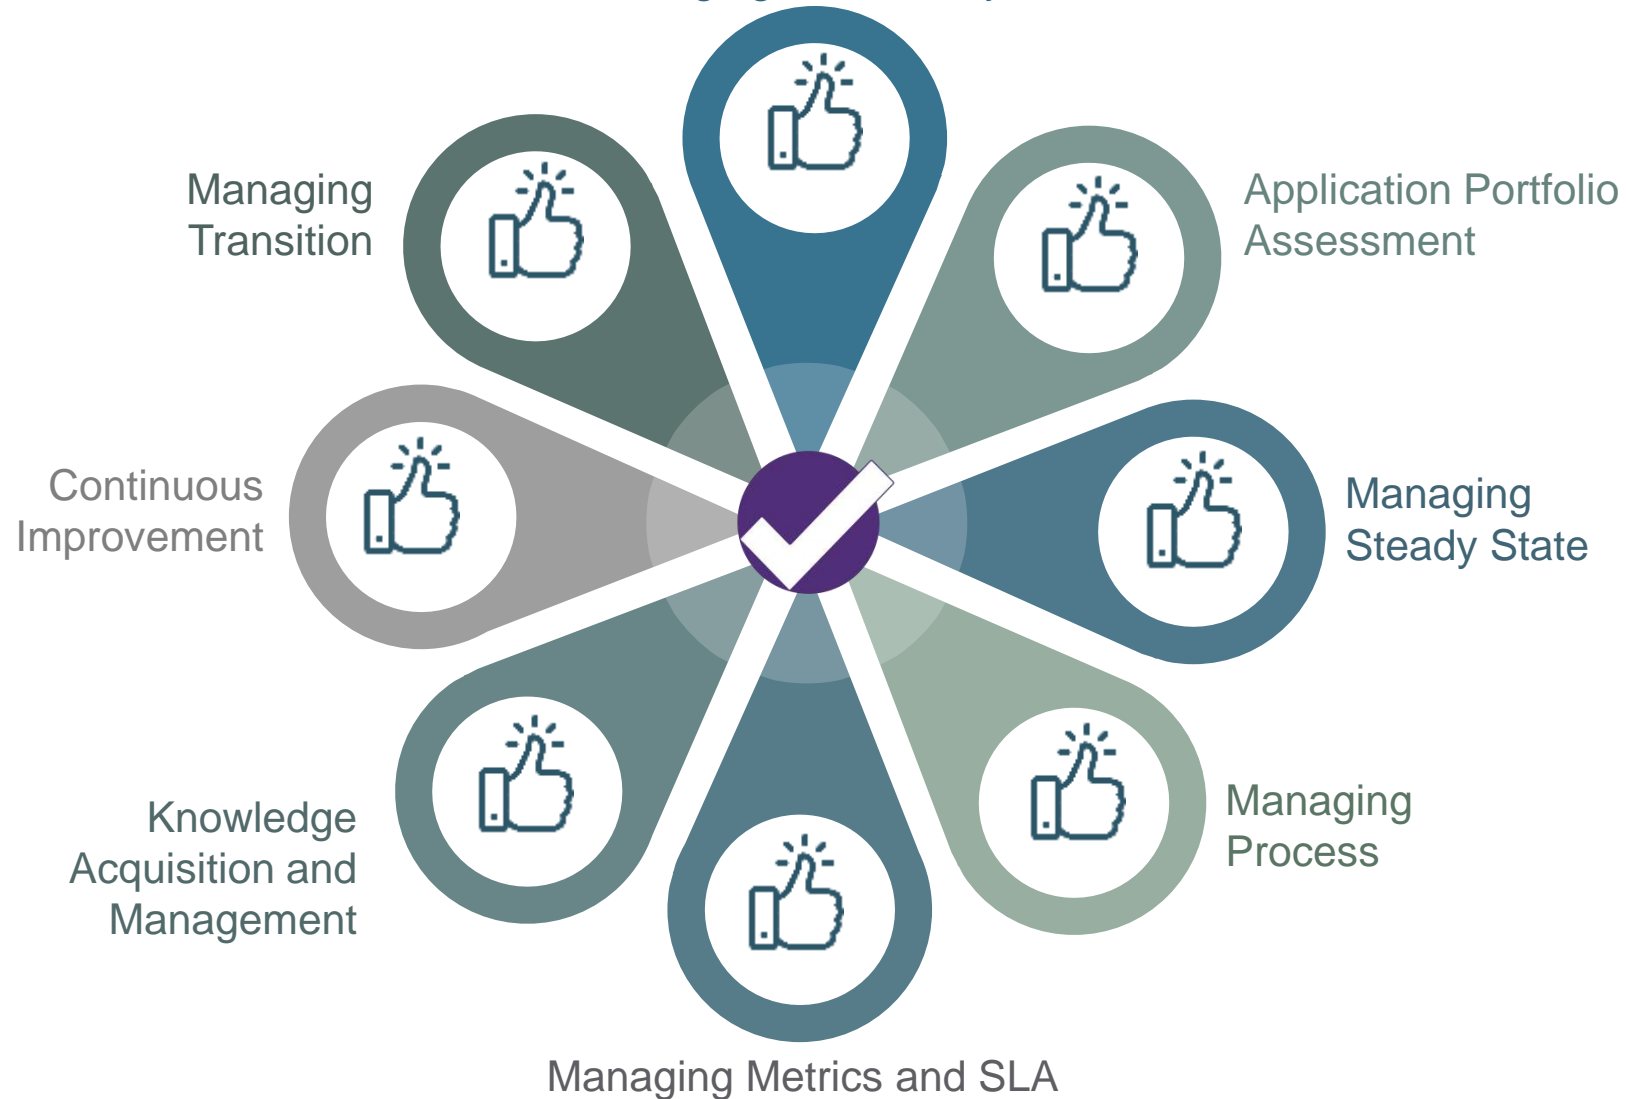 Managing
Transition
Application Portfolio
Assessment
Continuous
Improvement
Managing
Steady State
Knowledge
Acquisition and
Management
Managing
Process
Managing Metrics and SLA